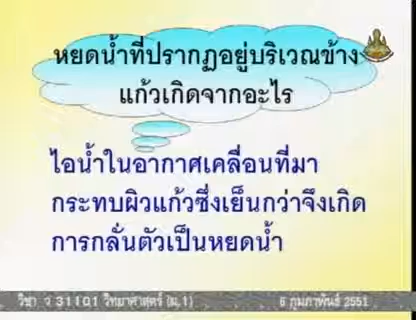 หยดน้ำที่ปรากฏอยู่บริเวณข้าง
แก้วเกิดจากอะไร
ไอน้ำในอากาศเคลื่อนที่มา
กระทบผิวแก้วซึ่งเย็นกว่าจึงเกิด
การกลั่นตัวเป็นหยดน้ำ
วิชา ว 31101 วิทยาศาสตร์ (ม.1) 6 กุมภาพันธ์ 2551